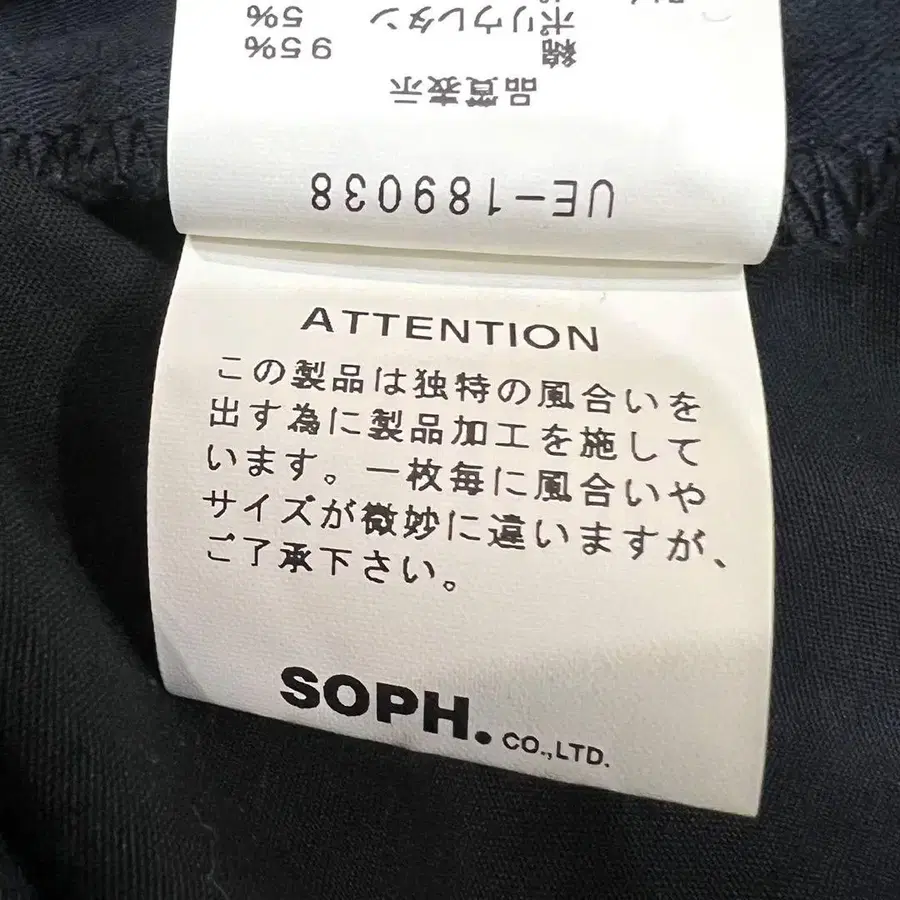 UE-189038
品質表示
綿 95%
ポリウレタン 5%
ATTENTION
この製品は独特の風合いを
出す為に製品加工を施して
います。一枚毎に風合いや
サイズが微妙に違いますが、
ご了承下さい。
SOPH. CO.,LTD.